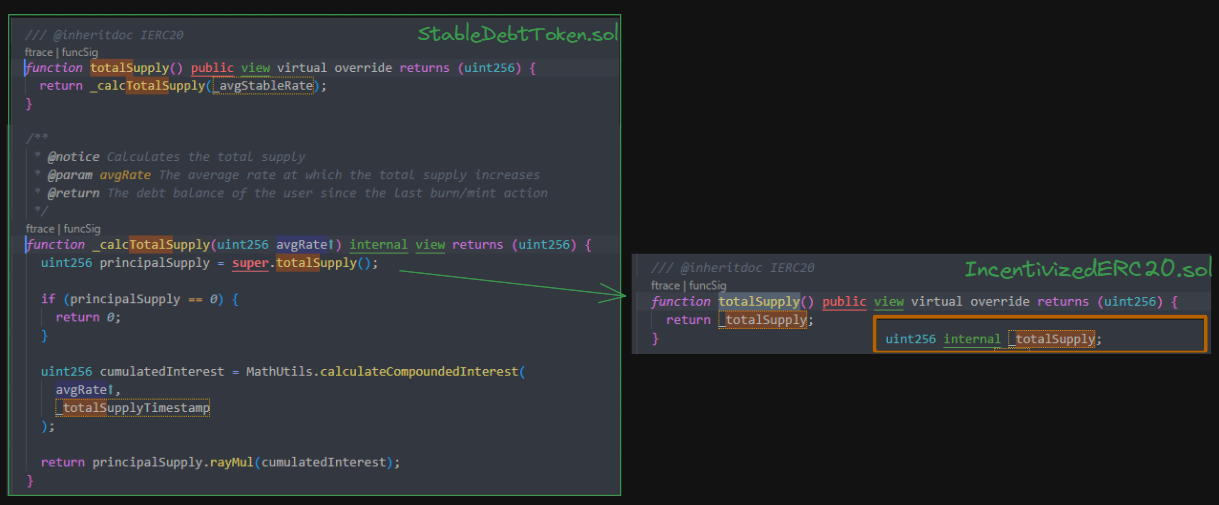 /// @inheritdoc IERC20
StableDebtToken.sol
ftrace | funcSig
function totalSupply() public view virtual override returns (uint256) {
return _calcTotalSupply(_avgStableRate);
}
/**
* @notice Calculates the total supply
* @param avgRate The average rate at which the total supply increases
* @return The debt balance of the user since the last burn/mint action
*/
ftrace | funcSig
function _calcTotalSupply(uint256 avgRate↑) internal view returns (uint256) {
uint256 principalSupply = super.totalSupply();
if (principalSupply == 0) {
return 0;
}
uint256 cumulatedInterest = MathUtils.calculateCompoundedInterest(
avgRate↑,
_totalSupplyTimestamp
);
return principalSupply.rayMul(cumulatedInterest);
}
/// @inheritdoc IERC20
IncentivizedERC20.sol
ftrace | funcSig
function totalSupply() public view virtual override returns (uint256) {
return _totalSupply;
}
uint256 internal _totalSupply;